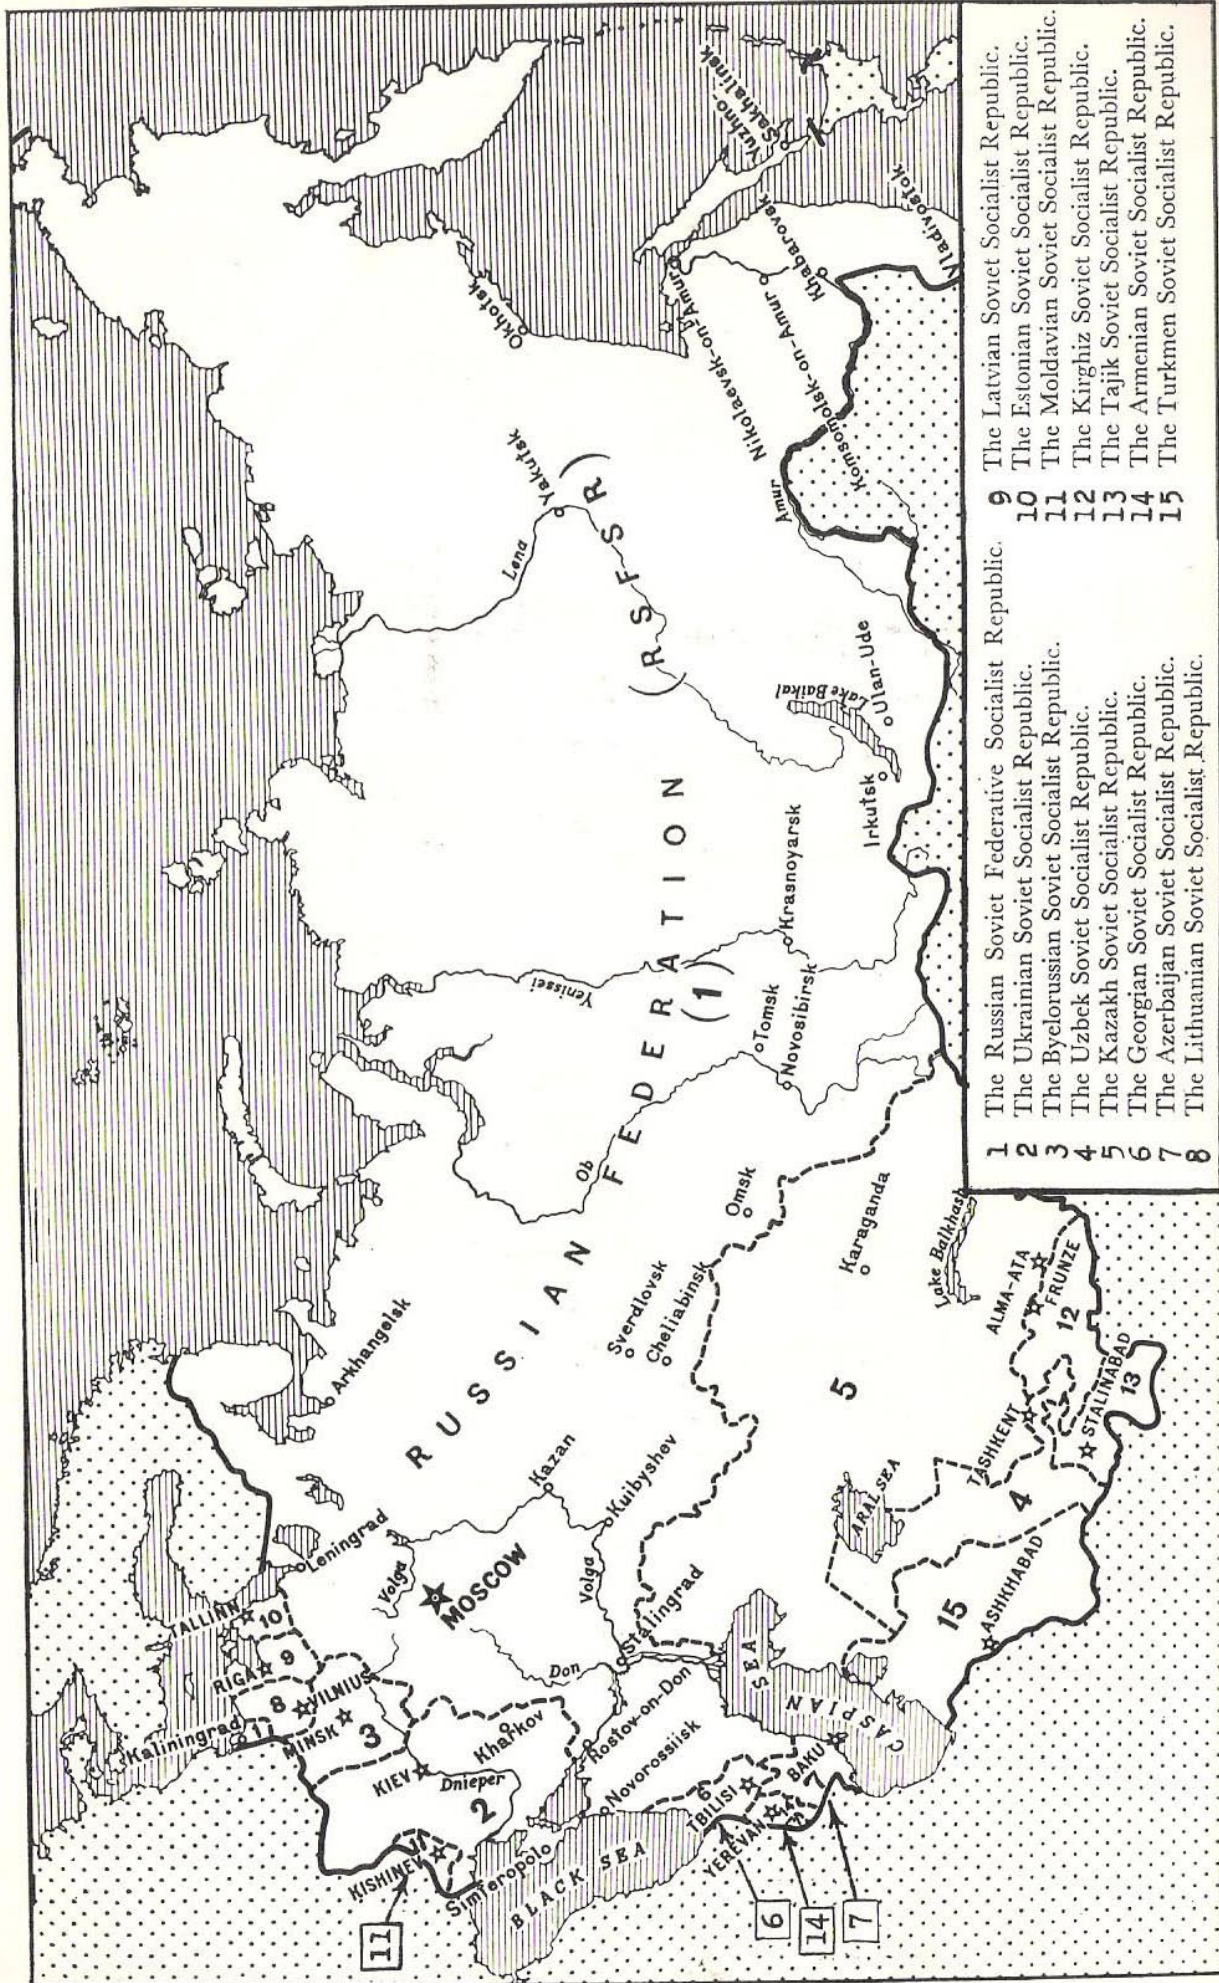 RUSSIAN FEDERATION
(1)
(RSFSR)
Arkhangelsk
Leningrad
TALLINN
10
RIGA
9
8
VILNIUS
Kaliningrad
1
MINSK
3
KIEV
Dnieper
2
Kharkov
KISHINEV
11
11
Simferopolo
BLACK SEA
Volga
MOSCOW
Kazan
Kuibyshev
Volga
Stalingrad
Don
Rostov-on-Don
Novorossiisk
6
TBILISI
BAKU
7
YEREVAN
14
7
6
14
7
CASPIAN SEA
ARAL SEA
15
ASHKHABAD
4
TASHKENT
STALINABAD
13
12
FRUNZE
ALMA-ATA
Lake Balkhash
5
Karaganda
Sverdlovsk
Cheliabinsk
Omsk
Ob
Tomsk
Novosibirsk
Yenissei
Krasnoyarsk
Irkutsk
Lake Baikal
Ulan-Ude
Lena
Yakutsk
Okhotsk
Amur
Nikolaevsk-on-Amur
Komsomolsk-on-Amur
Khabarovsk
Vladivostok
Yuzhno-
Sakhalinsk
1 The Russian Soviet Federative Socialist Republic.
2 The Ukrainian Soviet Socialist Republic.
3 The Byelorussian Soviet Socialist Republic.
4 The Uzbek Soviet Socialist Republic.
5 The Kazakh Soviet Socialist Republic.
6 The Georgian Soviet Socialist Republic.
7 The Azerbaijan Soviet Socialist Republic.
8 The Lithuanian Soviet Socialist Republic.
9 The Latvian Soviet Socialist Republic.
10 The Estonian Soviet Socialist Republic.
11 The Moldavian Soviet Socialist Republic.
12 The Kirghiz Soviet Socialist Republic.
13 The Tajik Soviet Socialist Republic.
14 The Armenian Soviet Socialist Republic.
15 The Turkmen Soviet Socialist Republic.